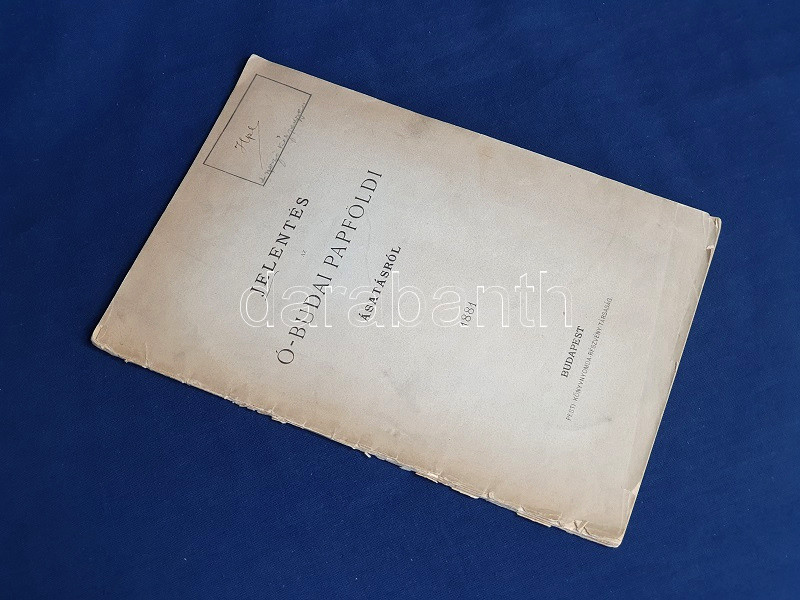 JELENTÉS
AZ
Ó-BUDAI PAPFÖLDI
ÁSATÁSRÓL
1881
BUDAPEST
PESTI KÖNYVNYOMDA-RÉSZVÉNY-TÁRSASÁG.
darabanth